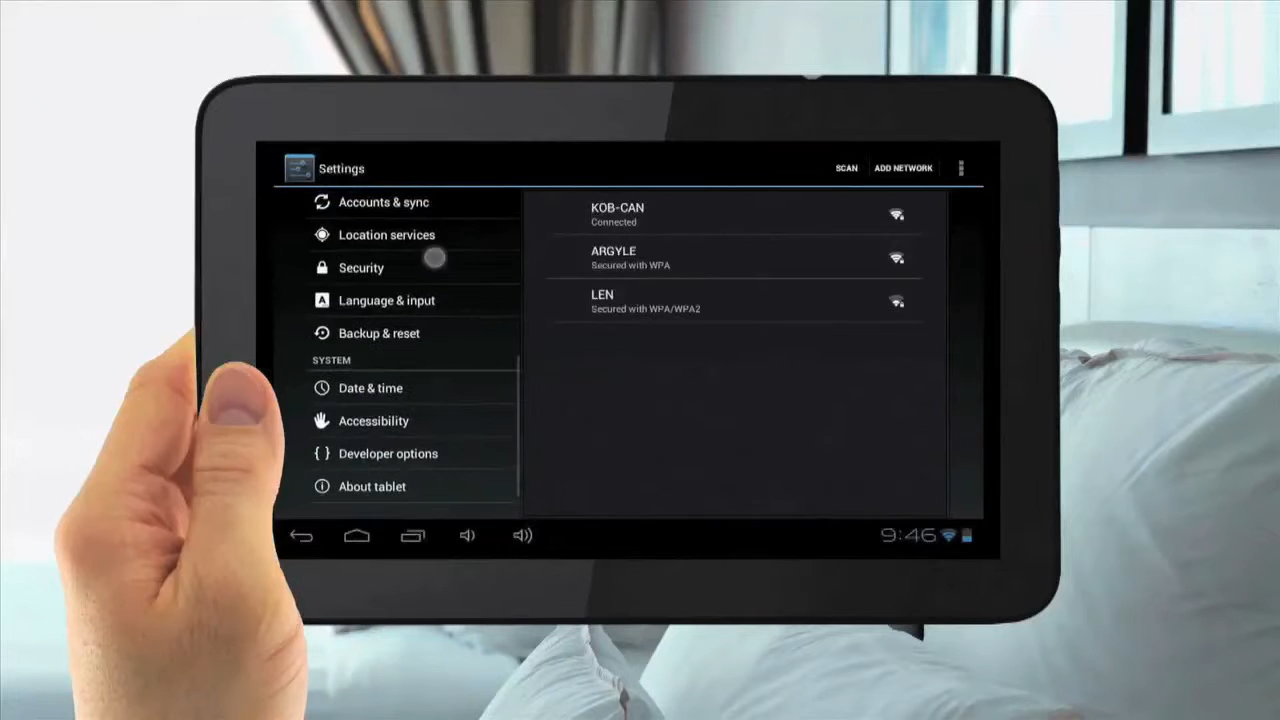 Settings
SCAN
ADD NETWORK
Accounts & sync
Location services
Security
A Language & input
Backup & reset
SYSTEM
Date & time
Accessibility
{ } Developer options
About tablet
KOB-CAN
Connected
ARGYLE
Secured with WPA
LEN
Secured with WPA/WPA2
9:46